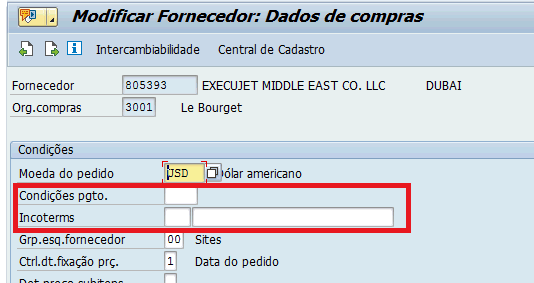 Modificar Fornecedor: Dados de compras
Intercambiabilidade Central de Cadastro
Fornecedor 805393 EXECUJET MIDDLE EAST CO. LLC DUBAI
Org.compras 3001 Le Bourget
Condições
Moeda do pedido USD ólar americano
Condições pgto.
Incoterms
Grp.esq.fornecedor 00 Sites
Ctrl.dt.fixação prç. 1 Data do pedido